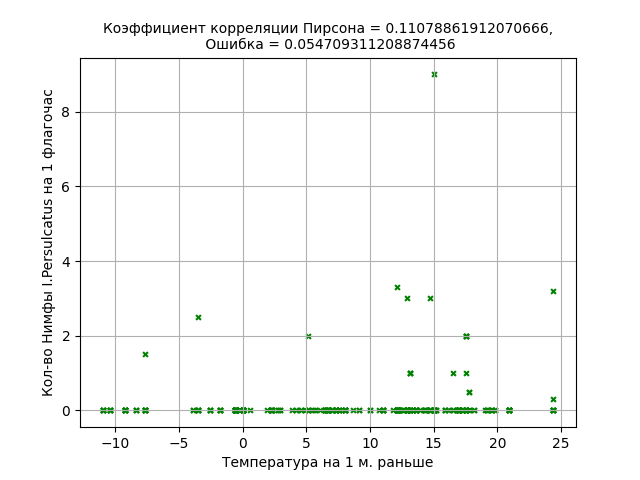 Коэффициент корреляции Пирсона = 0.11078861912070666,
Ошибка = 0.054709311208874456
Кол-во Нимфы I.Persulcatus на 1 флагочас
8
6
4
2
0
−10 −5 0 5 10 15 20 25
Температура на 1 м. раньше